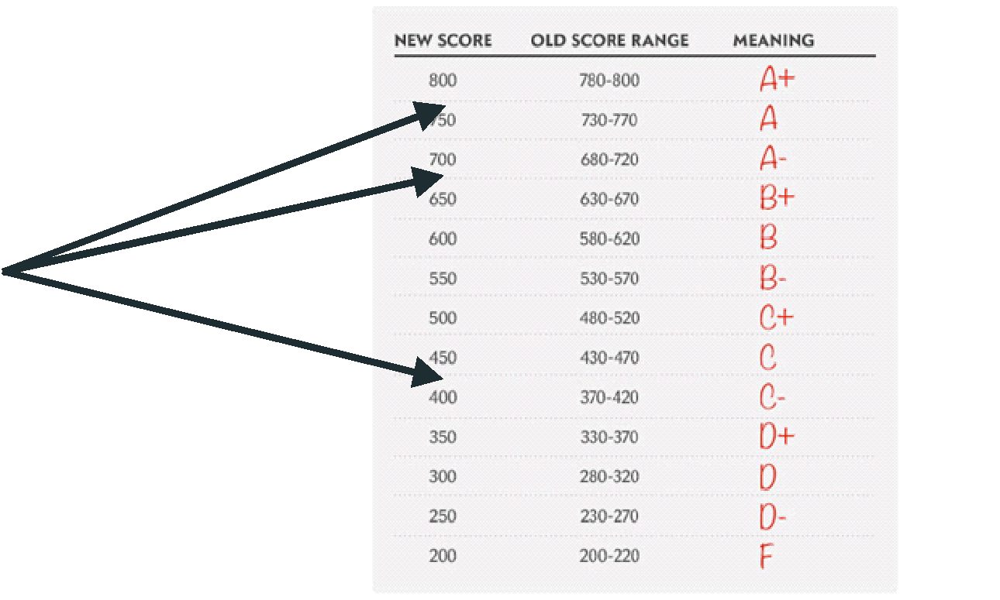 NEW SCORE OLD SCORE RANGE MEANING
800 780-800 A+
750 730-770 A
700 680-720 A-
650 630-670 B+
600 580-620 B
550 530-570 B-
500 480-520 C+
450 430-470 C
400 370-420 C-
350 330-370 D+
300 280-320 D
250 230-270 D-
200 200-220 F